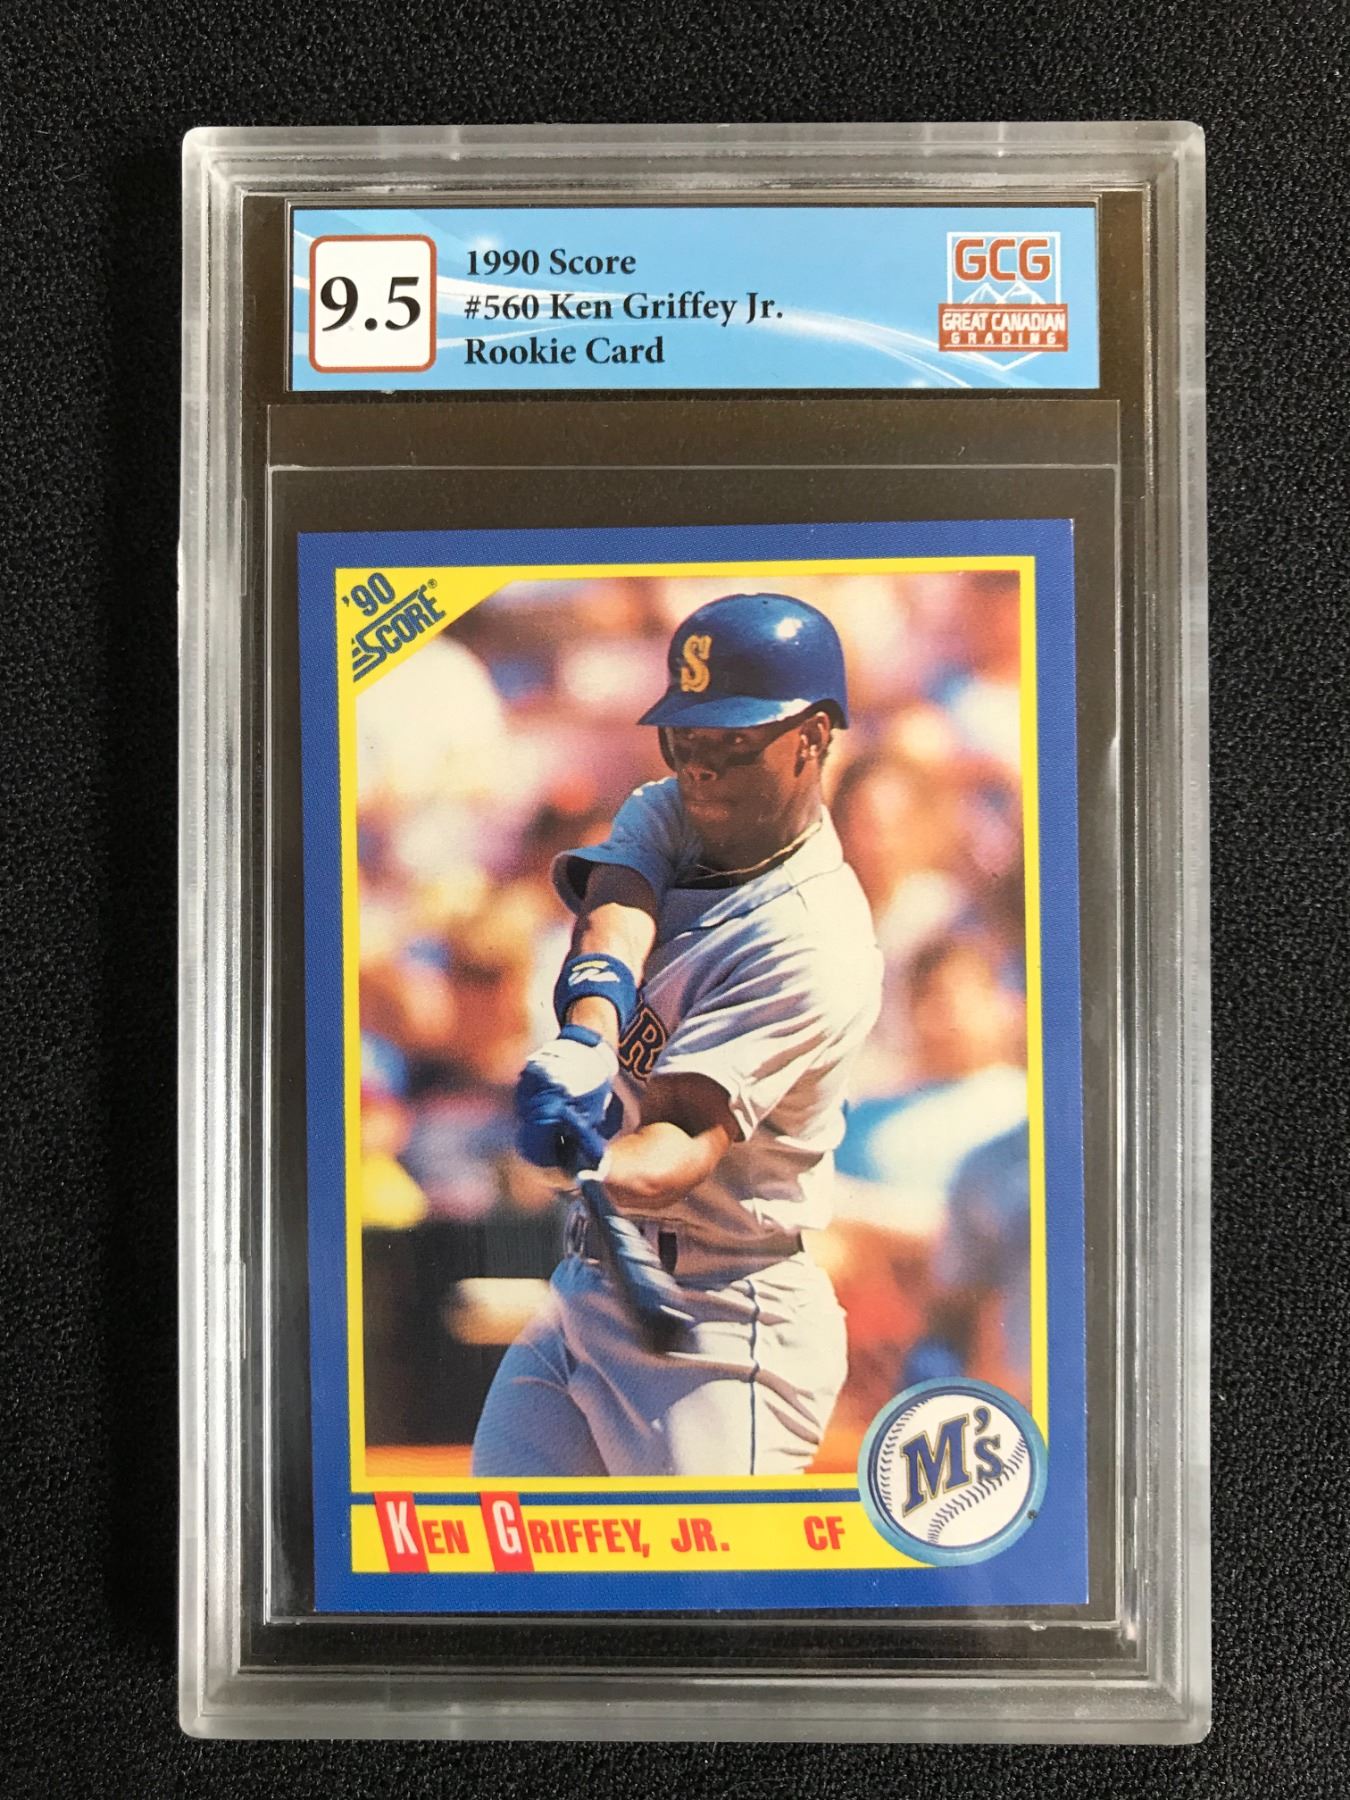 9.5
1990 Score
#560 Ken Griffey Jr.
Rookie Card
GCG
GREAT CANADIAN
GRADING
'90
SCORE®
S
R
M's
KEN GRIFFEY, JR. CF